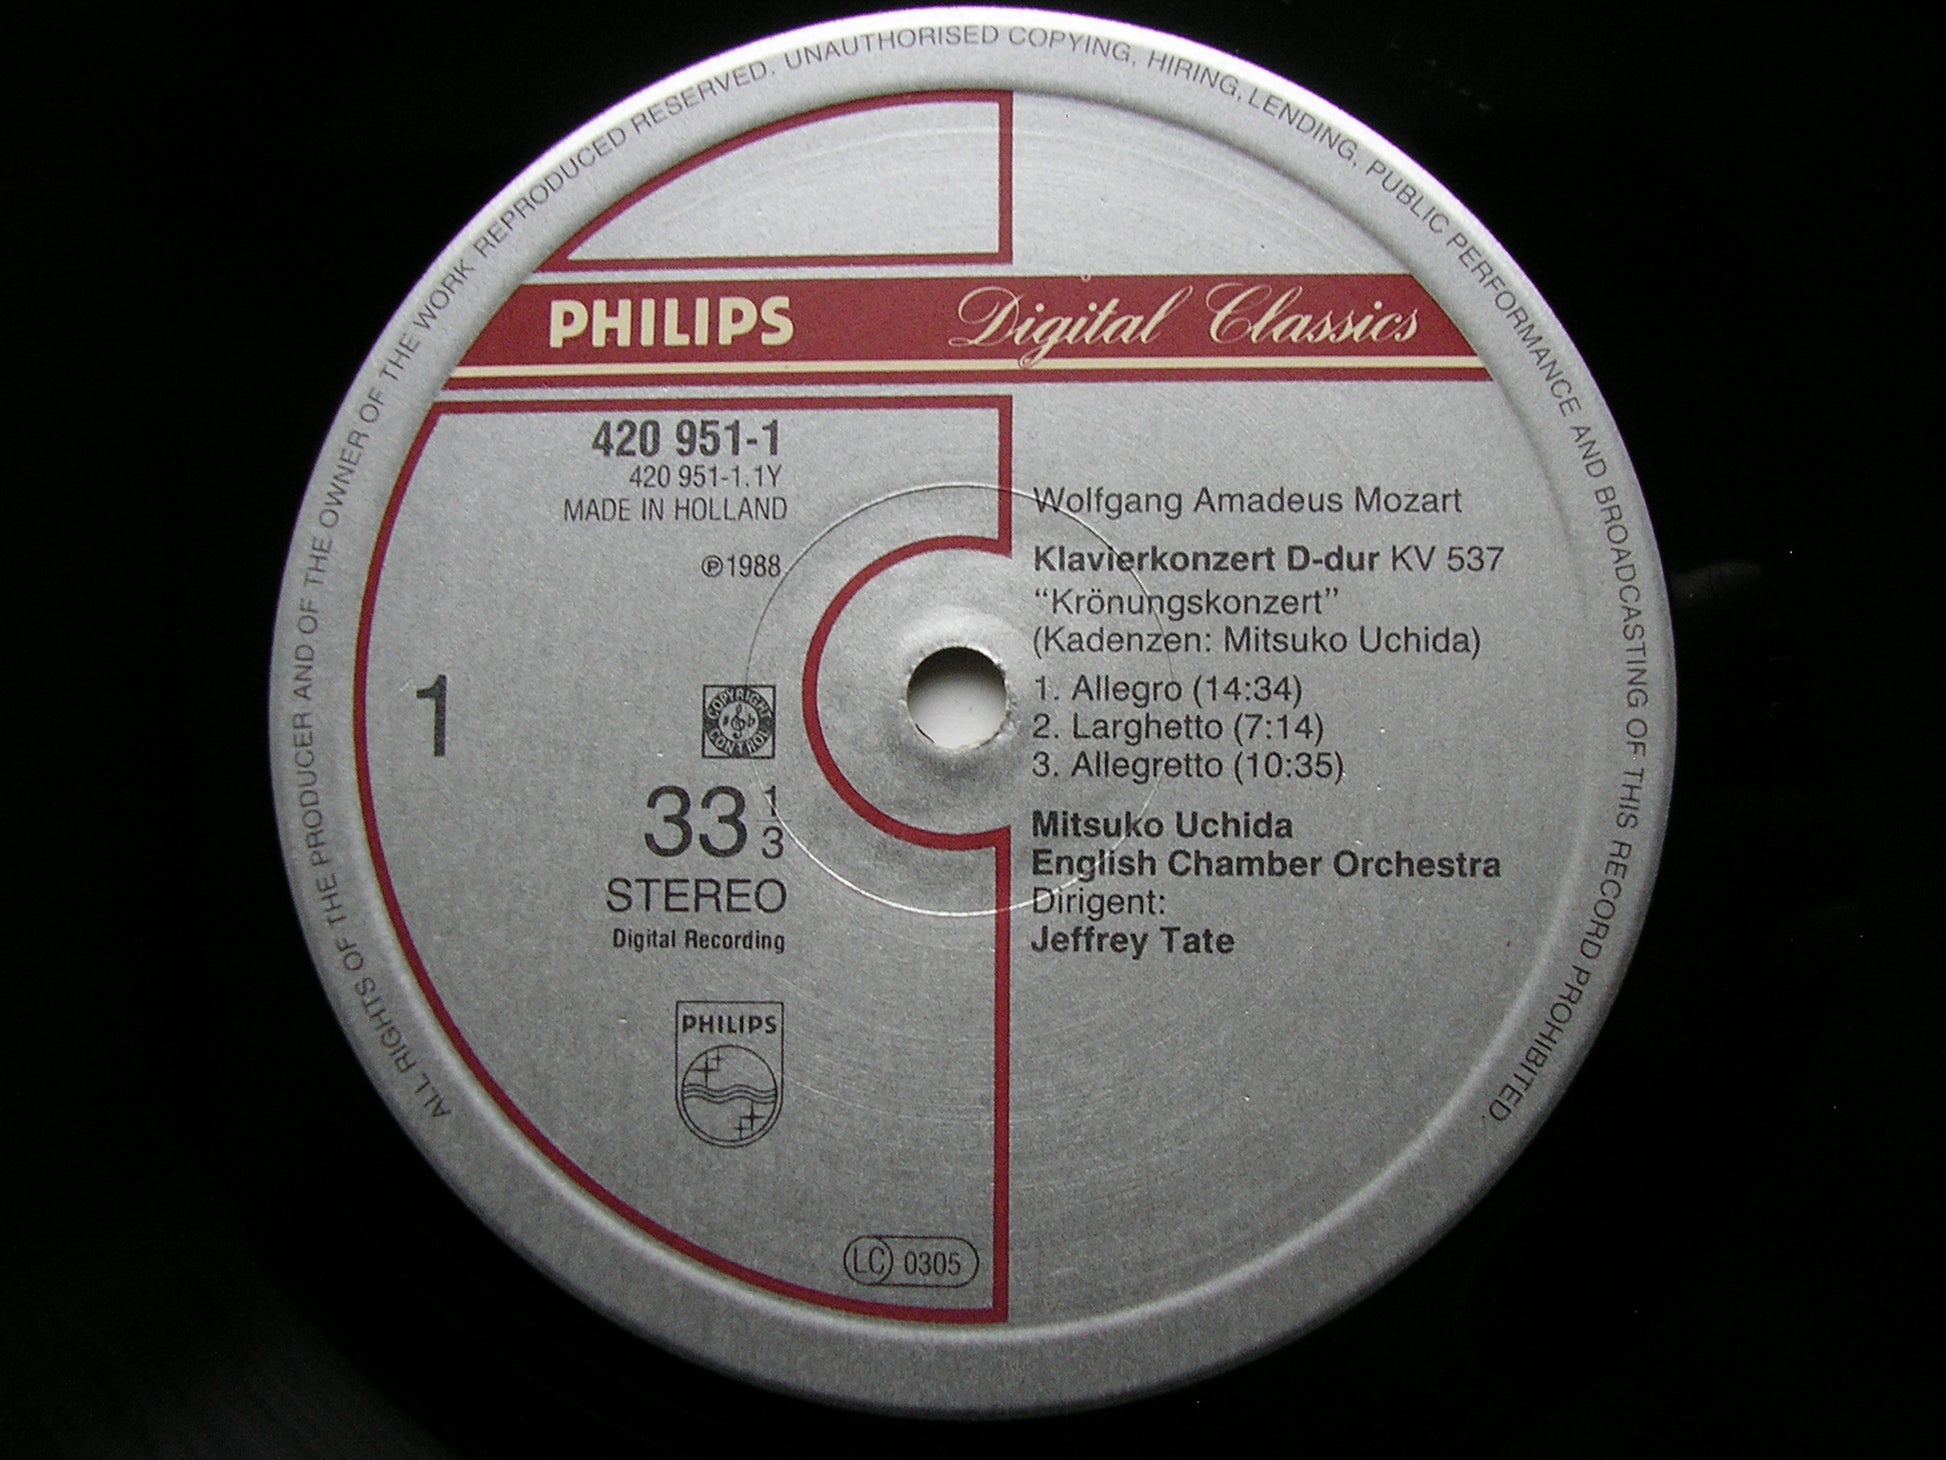 ALL RIGHTS OF THE PRODUCER AND OF THE OWNER OF THE WORK REPRODUCED RESERVED. UNAUTHORISED COPYING, HIRING, LENDING, PUBLIC PERFORMANCE AND BROADCASTING OF THIS RECORD PROHIBITED.
PHILIPS Digital Classics
420 951-1
420 951-1.1Y
MADE IN HOLLAND
℗1988
1
COPYRIGHT CONTROL
33 1/3
STEREO
Digital Recording
PHILIPS
LC 0305
Wolfgang Amadeus Mozart
Klavierkonzert D-dur KV 537
“Krönungskonzert”
(Kadenzen: Mitsuko Uchida)
1. Allegro (14:34)
2. Larghetto (7:14)
3. Allegretto (10:35)
Mitsuko Uchida
English Chamber Orchestra
Dirigent:
Jeffrey Tate